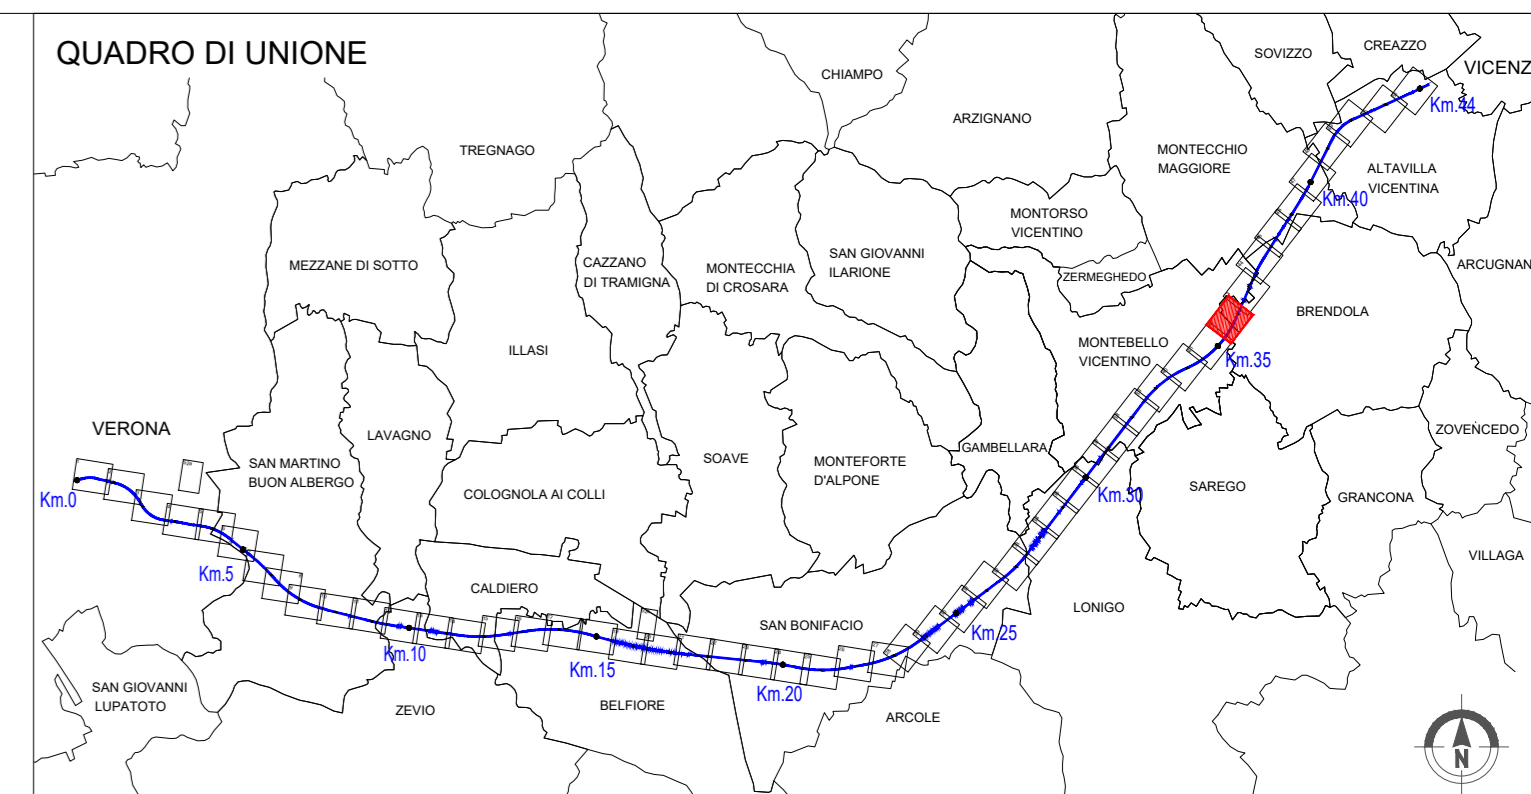 QUADRO DI UNIONE
SOVIZZO
CREAZZO
VICENZ
CHIAMPO
Km.44
ARZIGNANO
TREGNAGO
MONTECCHIO
MAGGIORE
ALTAVILLA
VICENTINA
Km.40
MONTORSO
VICENTINO
MEZZANE DI SOTTO
CAZZANO
DI TRAMIGNA
MONTECCHIA
DI CROSARA
SAN GIOVANNI
ILARIONE
ZERMEGHEDO
ARCUGNAN
BRENDOLA
ILLASI
MONTEBELLO
VICENTINO
Km.35
VERONA
LAVAGNO
ZOVENCEDO
SAN MARTINO
BUON ALBERGO
SOAVE
MONTEFORTE
D'ALPONE
GAMBELLARA
COLOGNOLA AI COLLI
Km.0
Km.30
SAREGO
GRANCONA
VILLAGA
Km.5
CALDIERO
LONIGO
SAN BONIFACIO
Km.25
Km.10
Km.15
Km.20
SAN GIOVANNI
LUPATOTO
ZEVIO
BELFIORE
ARCOLE
N